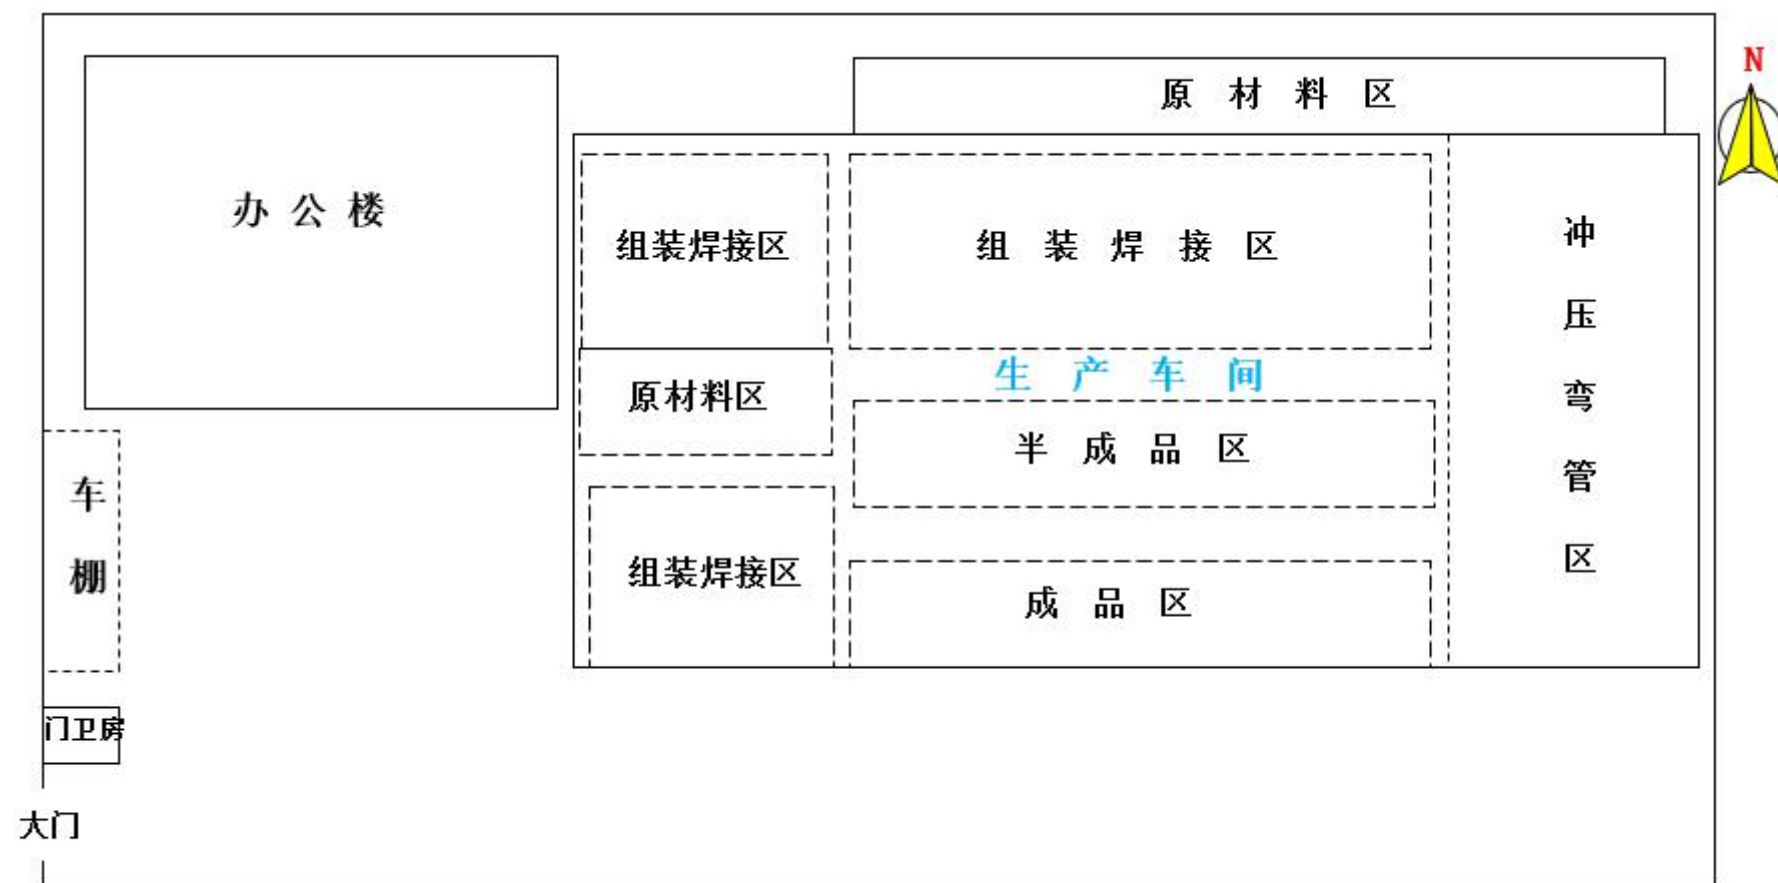 N
原材料区
办公楼
组装焊接区
组装焊接区
冲压弯管区
生产车间
原材料区
半成品区
车棚
组装焊接区
成品区
门卫房
大门